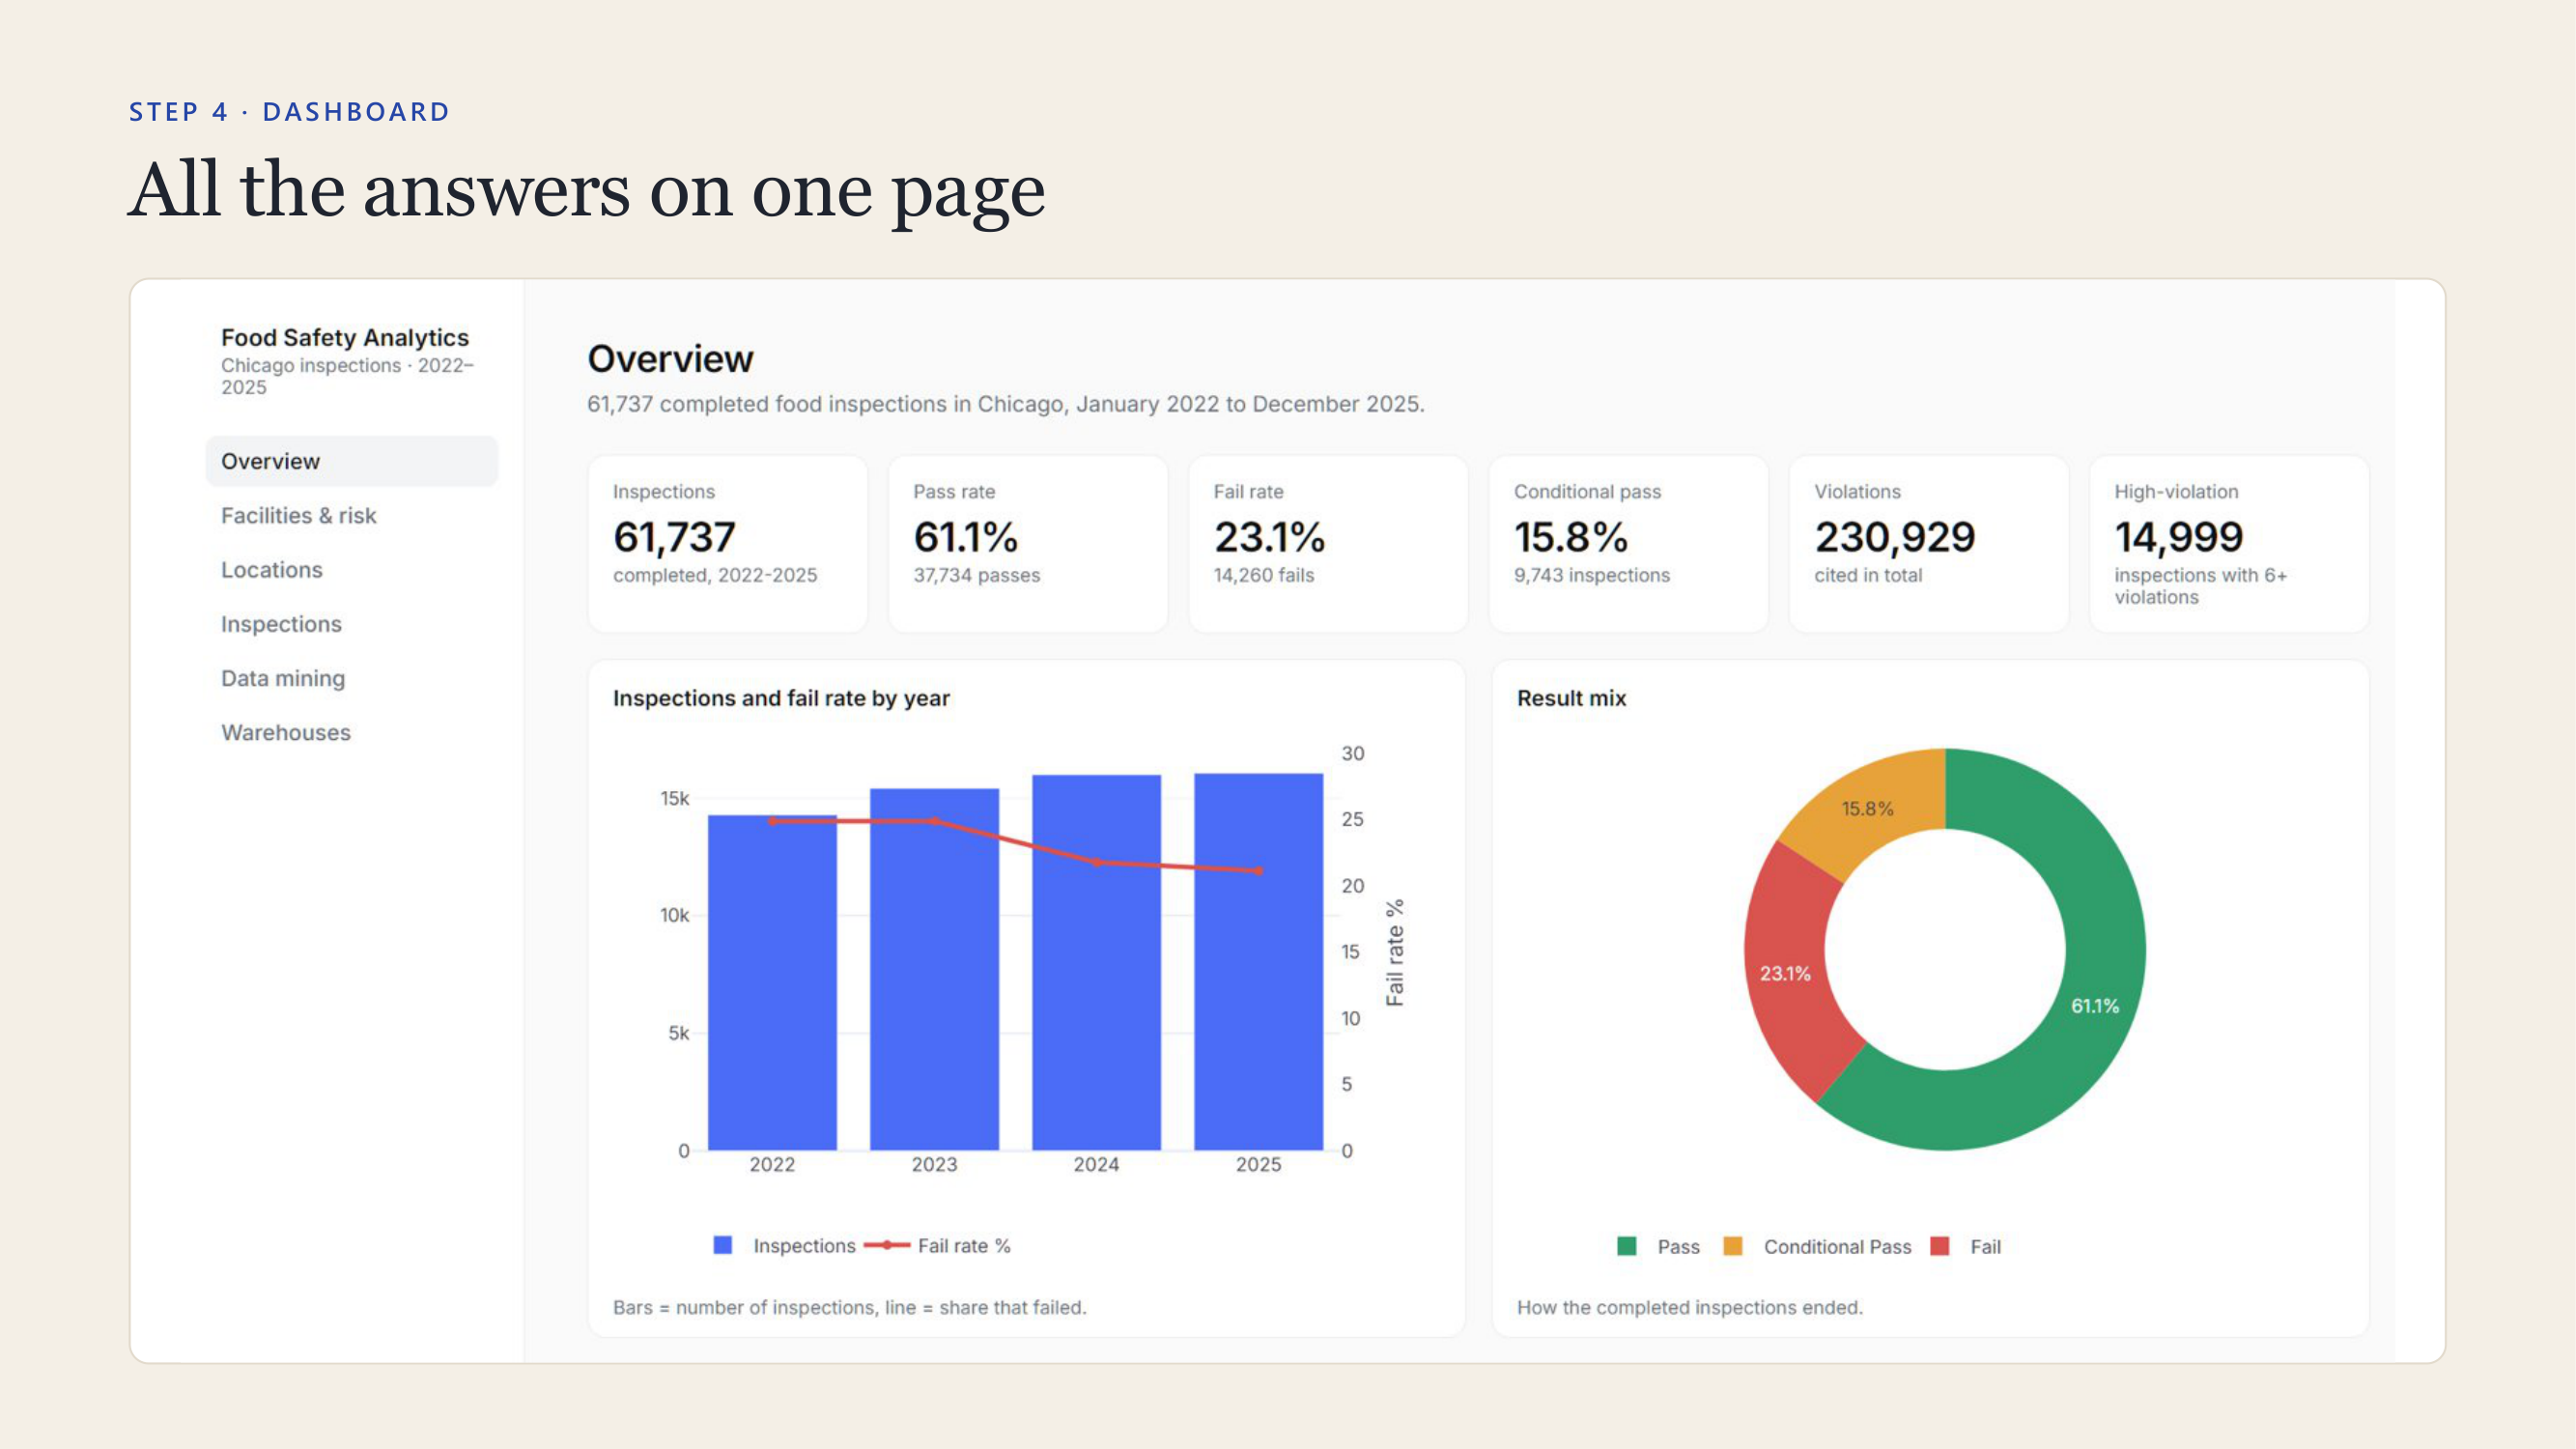 STEP 4 · DASHBOARD
All the answers on one page
Food Safety Analytics
Chicago inspections · 2022–
2025
Overview
Facilities & risk
Locations
Inspections
Data mining
Warehouses
Overview
61,737 completed food inspections in Chicago, January 2022 to December 2025.
Inspections
61,737
completed, 2022-2025
Pass rate
61.1%
37,734 passes
Fail rate
23.1%
14,260 fails
Conditional pass
15.8%
9,743 inspections
Violations
230,929
cited in total
High-violation
14,999
inspections with 6+
violations
Inspections and fail rate by year
15k
10k
5k
0
30
25
20
15
10
5
0
Fail rate %
2022 2023 2024 2025
Inspections Fail rate %
Bars = number of inspections, line = share that failed.
Result mix
15.8%
23.1%
61.1%
Pass Conditional Pass Fail
How the completed inspections ended.